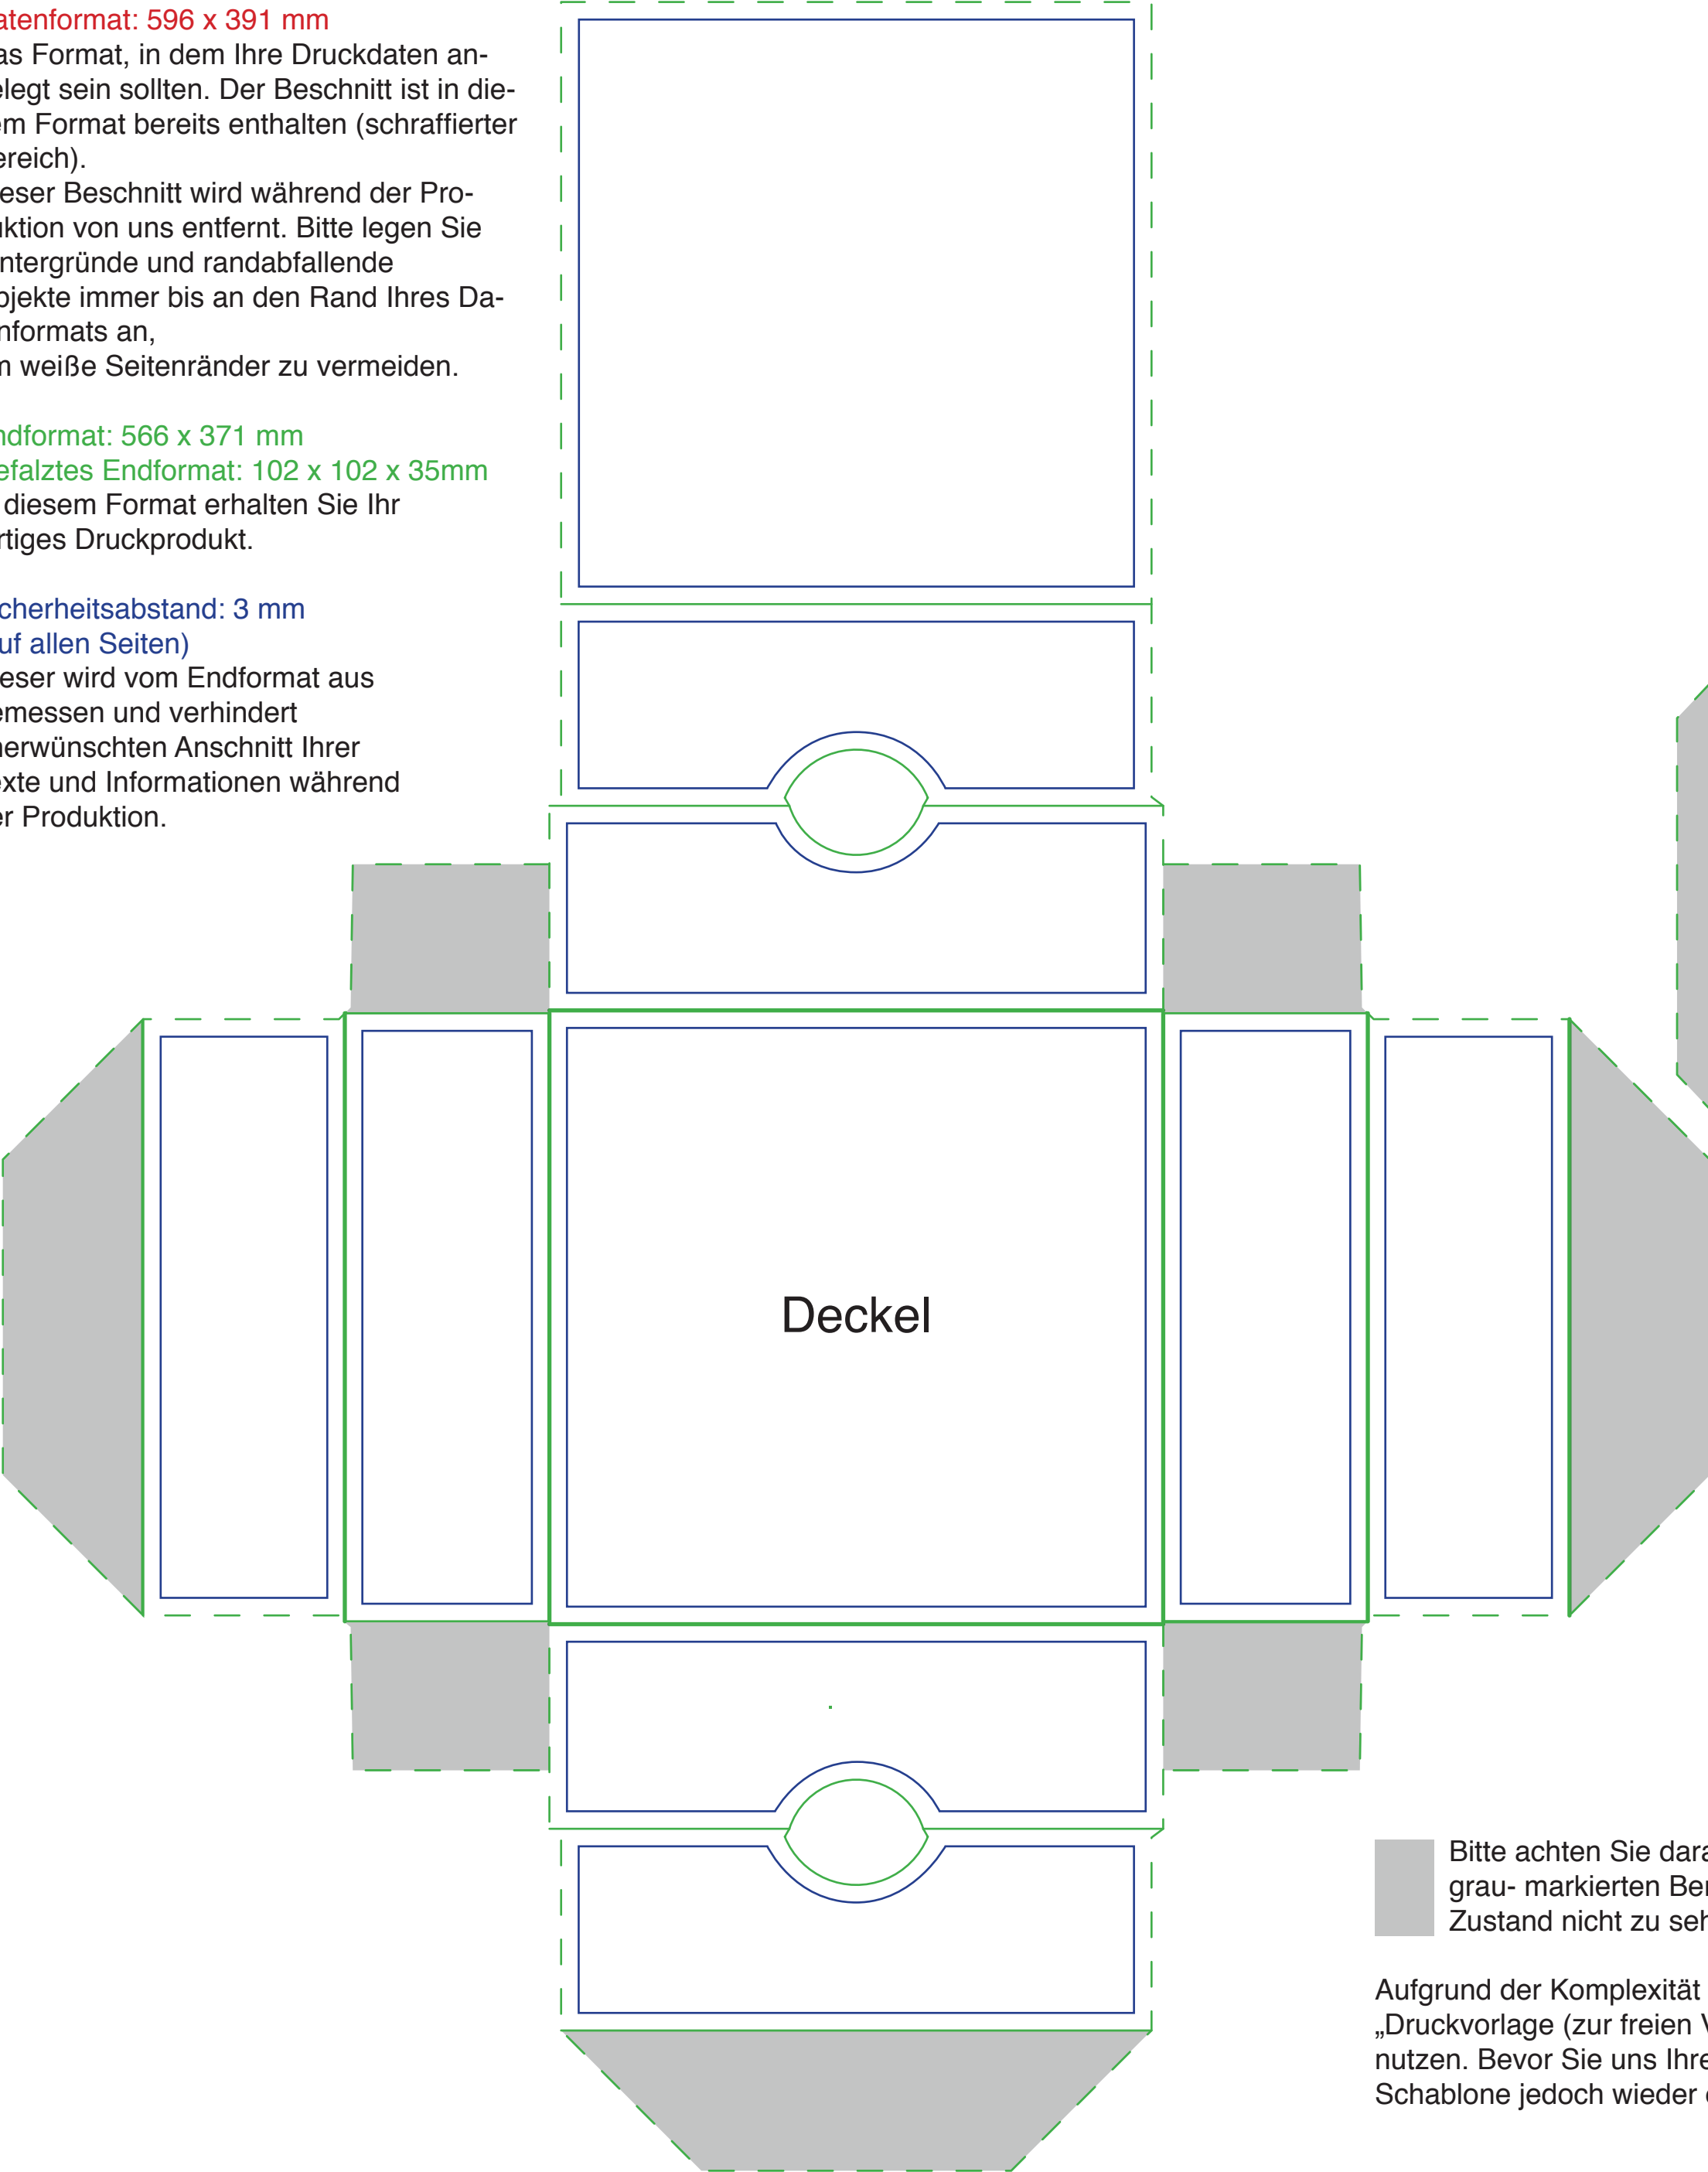 atenformat: 596 x 391 mm
as Format, in dem Ihre Druckdaten an-
elegt sein sollten. Der Beschnitt ist in die-
em Format bereits enthalten (schraffierter
ereich).
ieser Beschnitt wird während der Pro-
uktion von uns entfernt. Bitte legen Sie
intergründe und randabfallende
bjekte immer bis an den Rand Ihres Da-
nformats an,
m weiße Seitenränder zu vermeiden.
ndformat: 566 x 371 mm
efalztes Endformat: 102 x 102 x 35mm
diesem Format erhalten Sie Ihr
rtiges Druckprodukt.
cherheitsabstand: 3 mm
uf allen Seiten)
ieser wird vom Endformat aus
emessen und verhindert
nerwünschten Anschnitt Ihrer
exte und Informationen während
er Produktion.
Deckel
Bitte achten Sie dara
grau- markierten Ber
Zustand nicht zu seh
Aufgrund der Komplexität
„Druckvorlage (zur freien V
nutzen. Bevor Sie uns Ihre
Schablone jedoch wieder